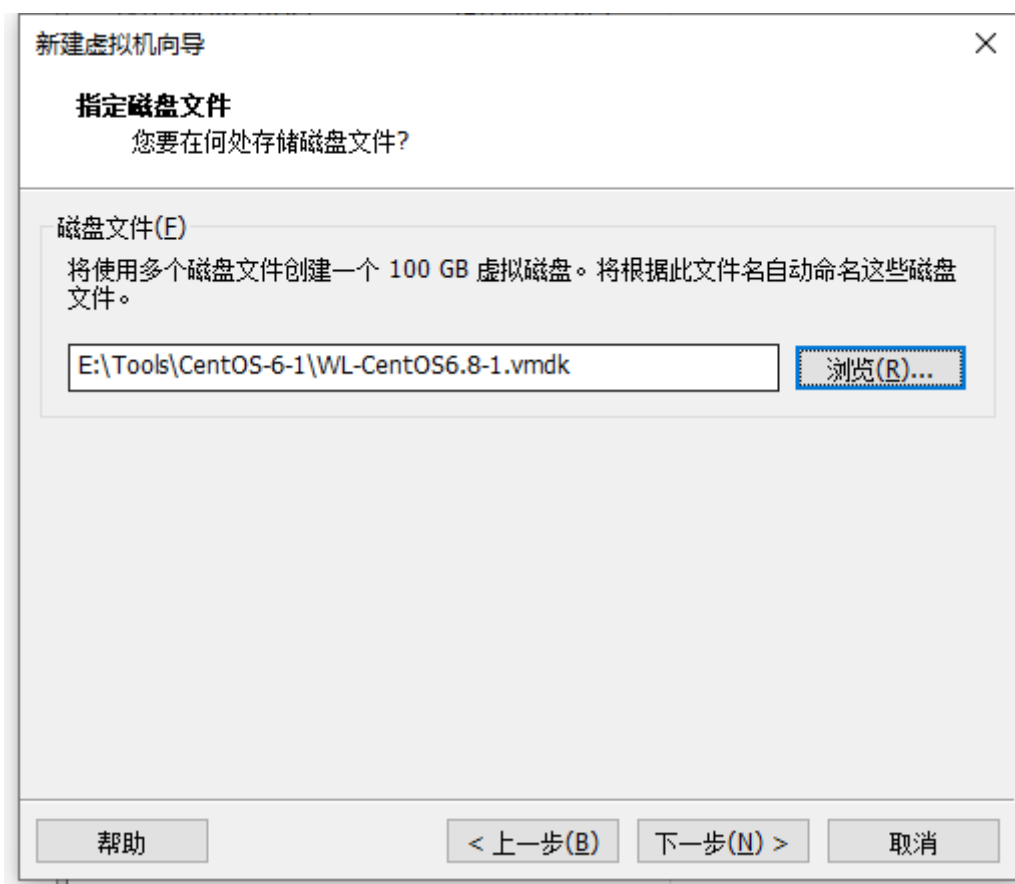 新建虚拟机向导
指定磁盘文件
您要在何处存储磁盘文件?
磁盘文件(F)
将使用多个磁盘文件创建一个 100 GB 虚拟磁盘。将根据此文件名自动命名这些磁盘
文件。
E:\Tools\CentOS-6-1\WL-CentOS6.8-1.vmdk
浏览(R)...
帮助
< 上一步(B)
下一步(N) >
取消